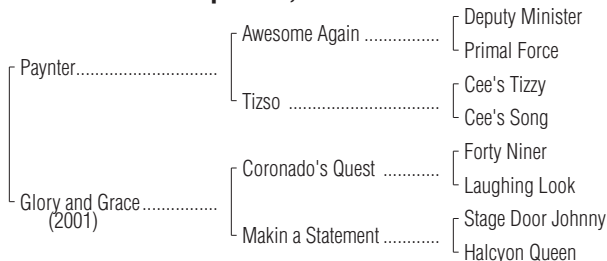 Deputy Minister
Awesome Again ................
Primal Force
Paynter..............................
Cee's Tizzy
Tizso ................................
Cee's Song
Forty Niner
Coronado's Quest ............
Laughing Look
Glory and Grace................
(2001)
Stage Door Johnny
Makin a Statement ............
Halcyon Queen